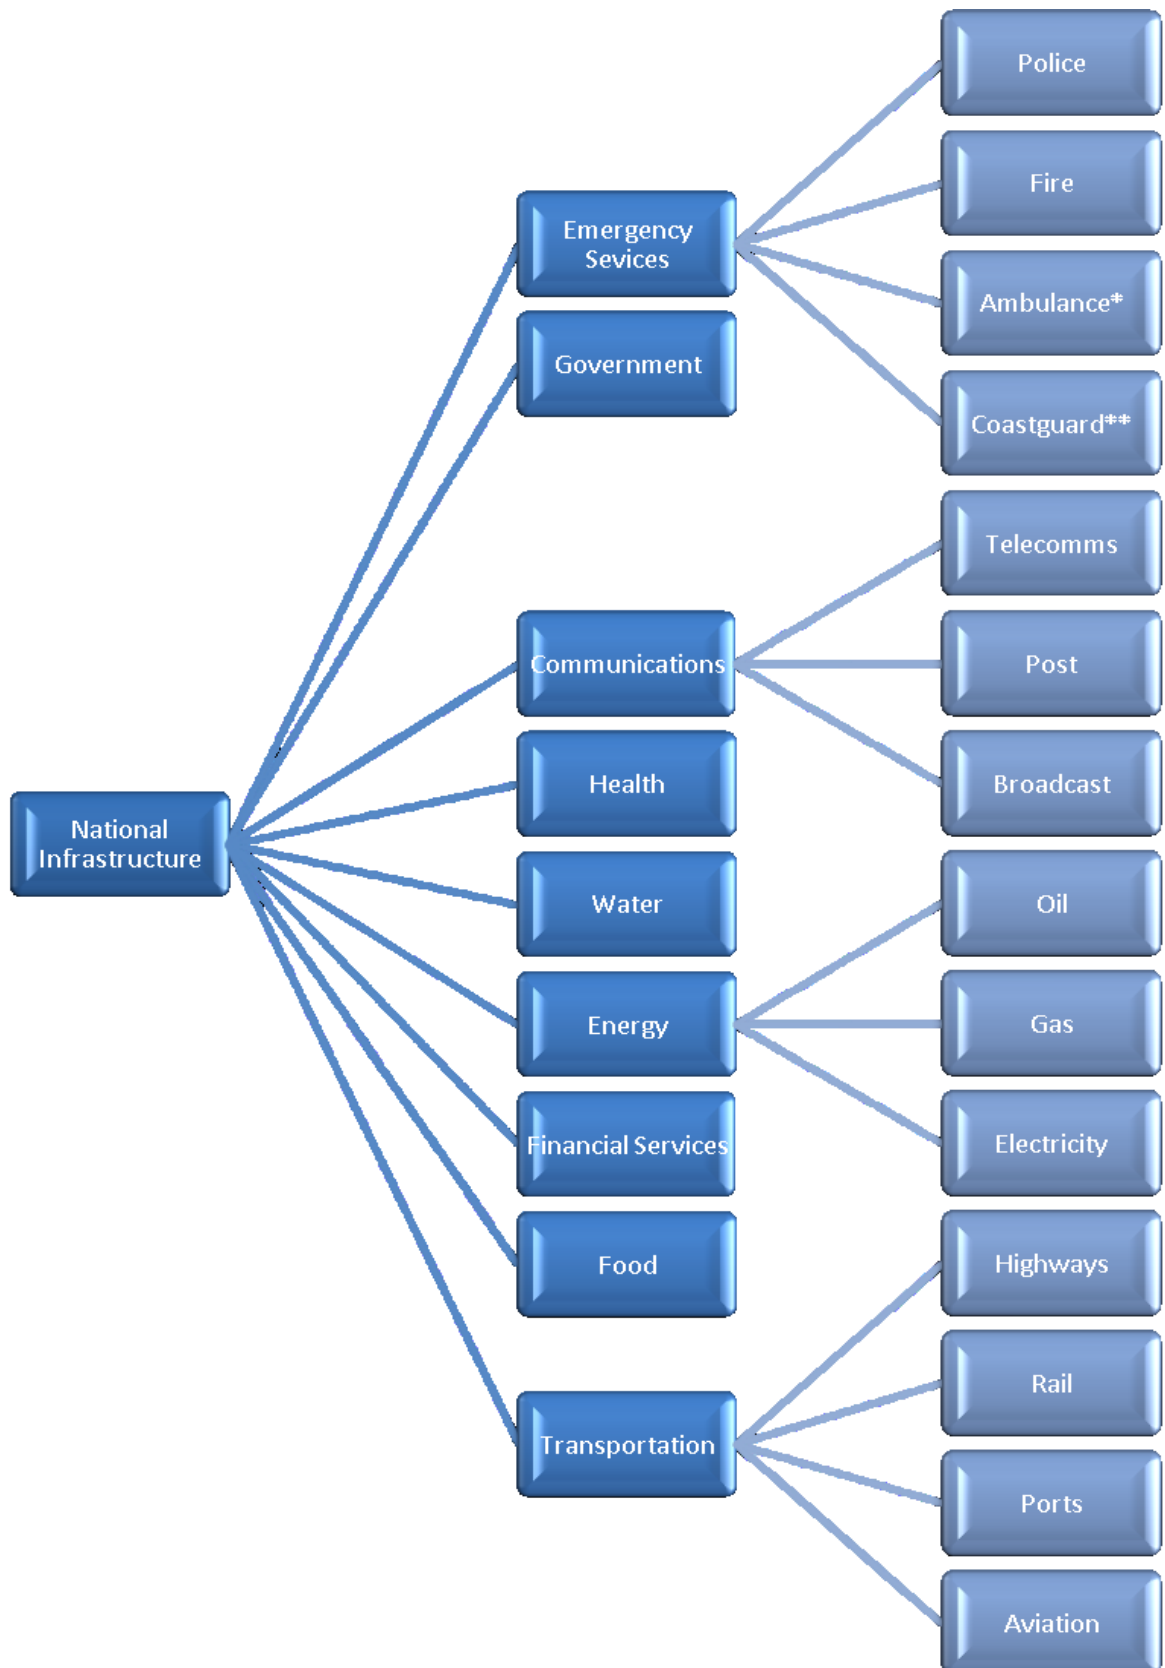 National
Infrastructure
Emergency
Sevices
Police
Fire
Ambulance*
Coastguard**
Government
Communications
Telecomms
Post
Broadcast
Health
Water
Energy
Oil
Gas
Electricity
Financial Services
Food
Transportation
Highways
Rail
Ports
Aviation